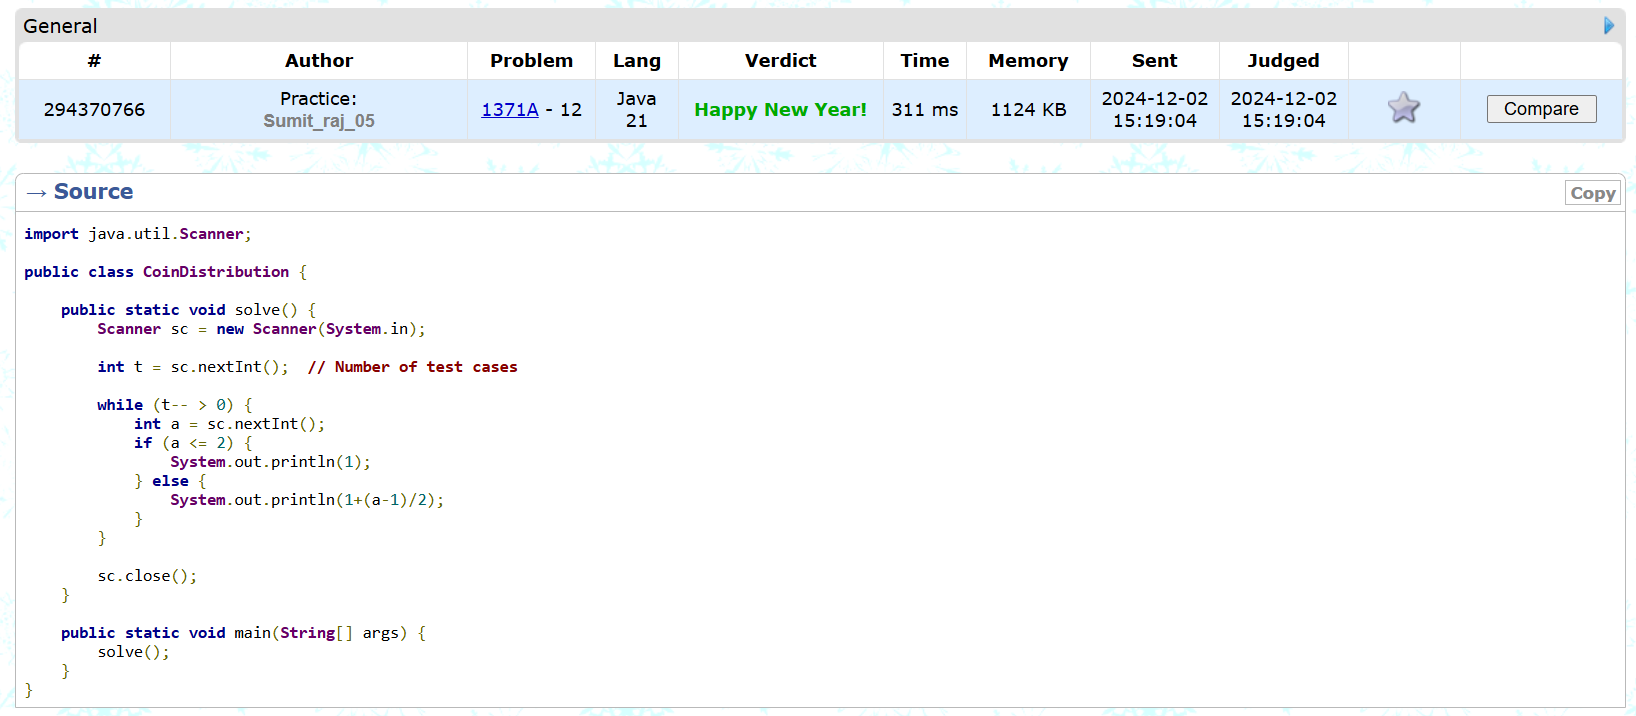 General
# Author Problem Lang Verdict Time Memory Sent Judged
294370766 Practice: Sumit_raj_05 1371A - 12 Java 21 Happy New Year! 311 ms 1124 KB 2024-12-02 15:19:04 2024-12-02 15:19:04 Compare
→ Source Copy
import java.util.Scanner;
public class CoinDistribution {
    public static void solve() {
        Scanner sc = new Scanner(System.in);
        int t = sc.nextInt();  // Number of test cases
        while (t-- > 0) {
            int a = sc.nextInt();
            if (a <= 2) {
                System.out.println(1);
            } else {
                System.out.println(1+(a-1)/2);
            }
        }
        sc.close();
    }
    public static void main(String[] args) {
        solve();
    }
}